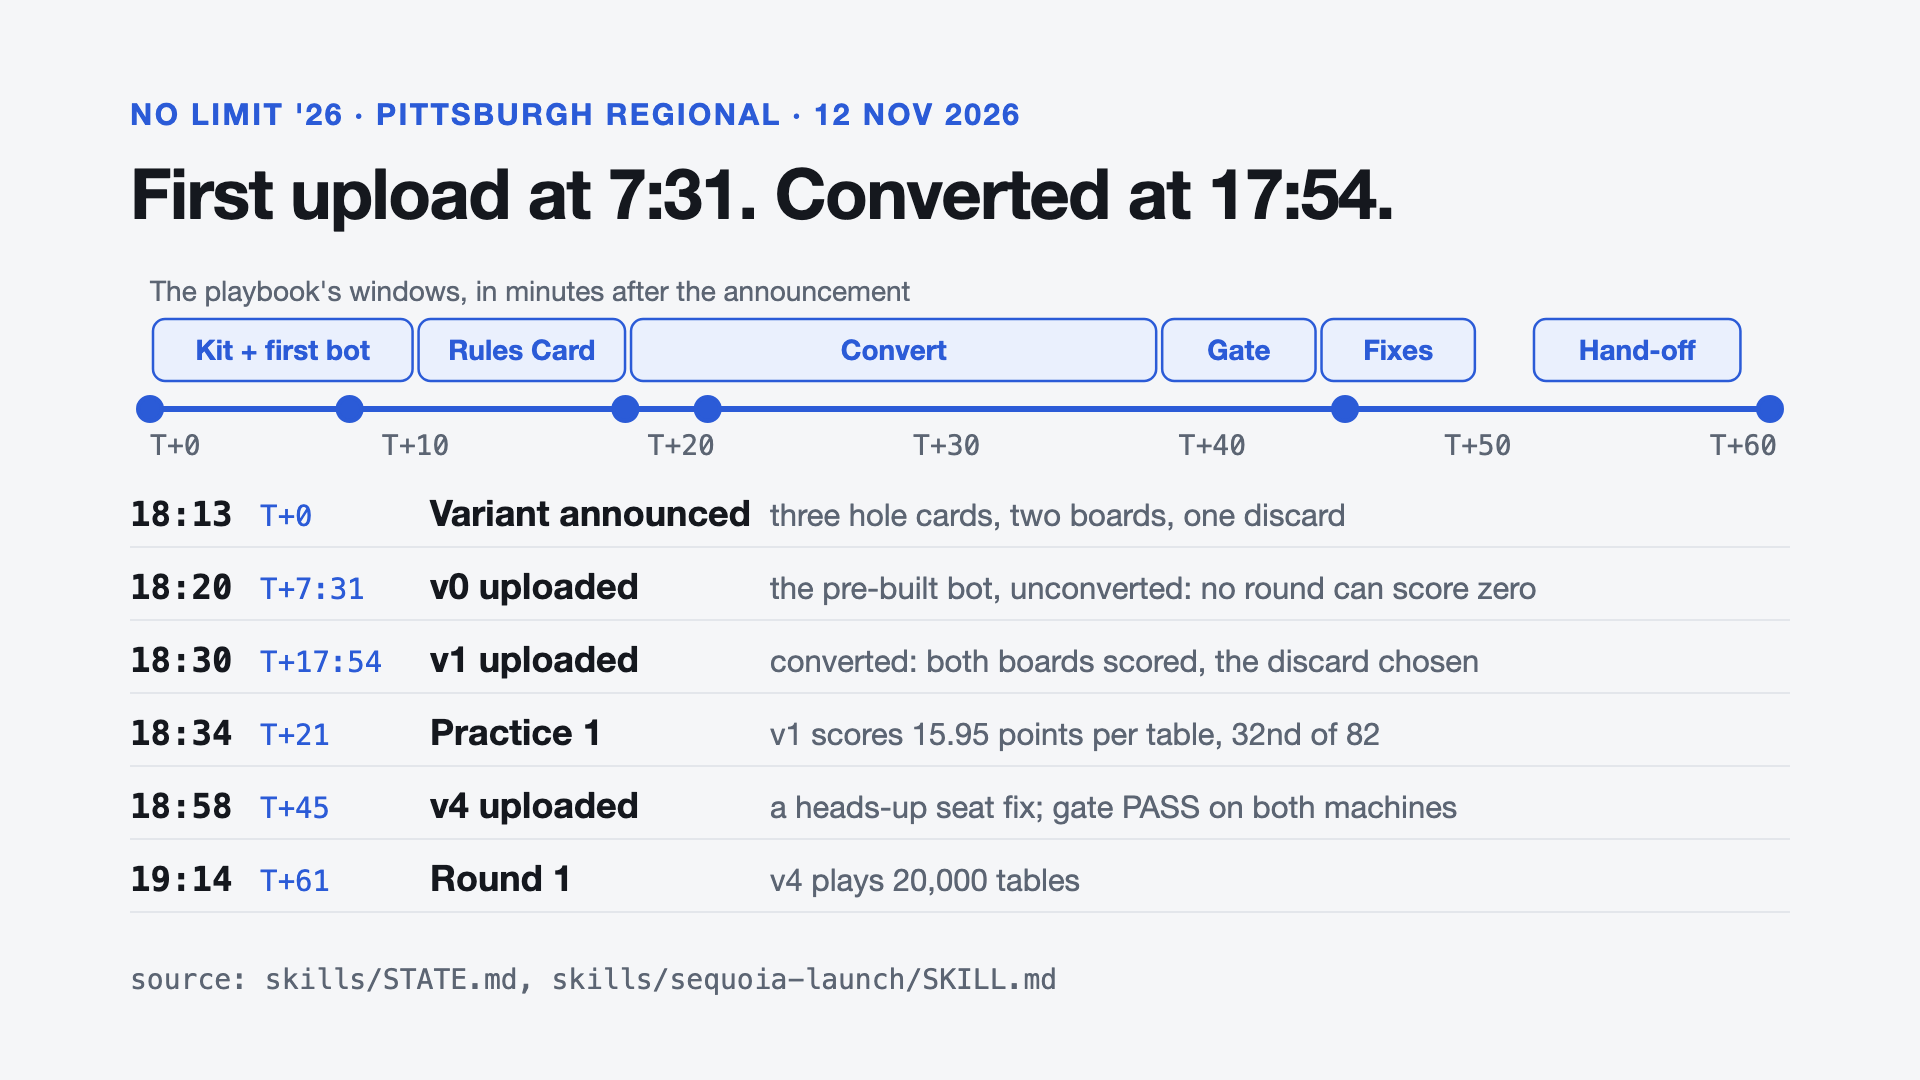 NO LIMIT '26 · PITTSBURGH REGIONAL · 12 NOV 2026
First upload at 7:31. Converted at 17:54.
The playbook's windows, in minutes after the announcement
Kit + first bot Rules Card Convert Gate Fixes Hand-off
T+0 T+10 T+20 T+30 T+40 T+50 T+60
18:13 T+0 Variant announced three hole cards, two boards, one discard
18:20 T+7:31 v0 uploaded the pre-built bot, unconverted: no round can score zero
18:30 T+17:54 v1 uploaded converted: both boards scored, the discard chosen
18:34 T+21 Practice 1 v1 scores 15.95 points per table, 32nd of 82
18:58 T+45 v4 uploaded a heads-up seat fix; gate PASS on both machines
19:14 T+61 Round 1 v4 plays 20,000 tables
source: skills/STATE.md, skills/sequoia-launch/SKILL.md